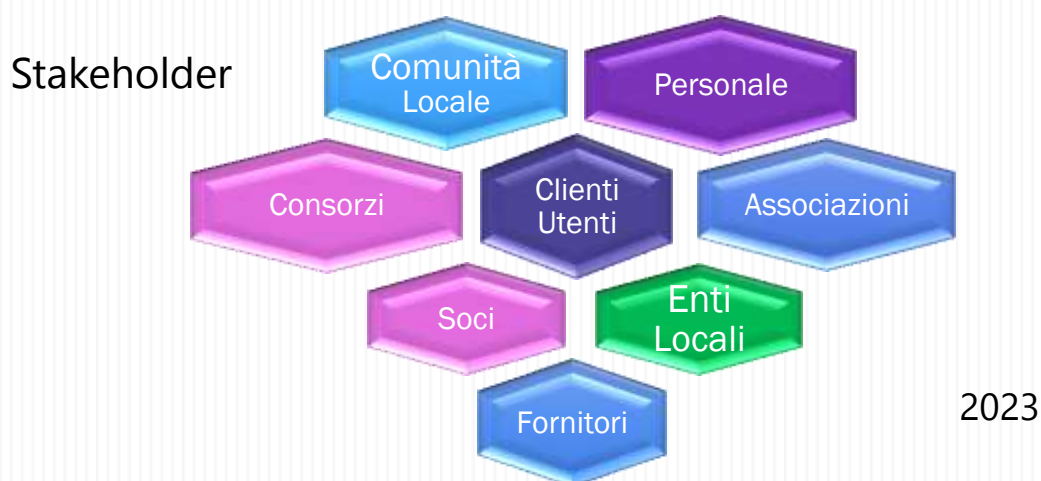 Stakeholder
Comunità
Locale
Personale
Consorzi
Clienti
Utenti
Associazioni
Soci
Enti
Locali
Fornitori
2023